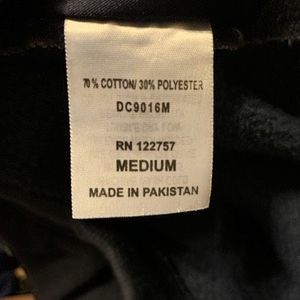 70% COTTON/ 30% POLYESTER
DC9016M
RN 122757
MEDIUM
MADE IN PAKISTAN